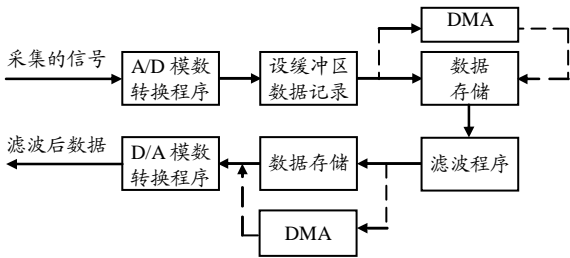 DMA
采集的信号
A/D 模数
转换程序
设缓冲区
数据记录
数据
存储
滤波后数据
D/A 模数
转换程序
数据存储
滤波程序
DMA